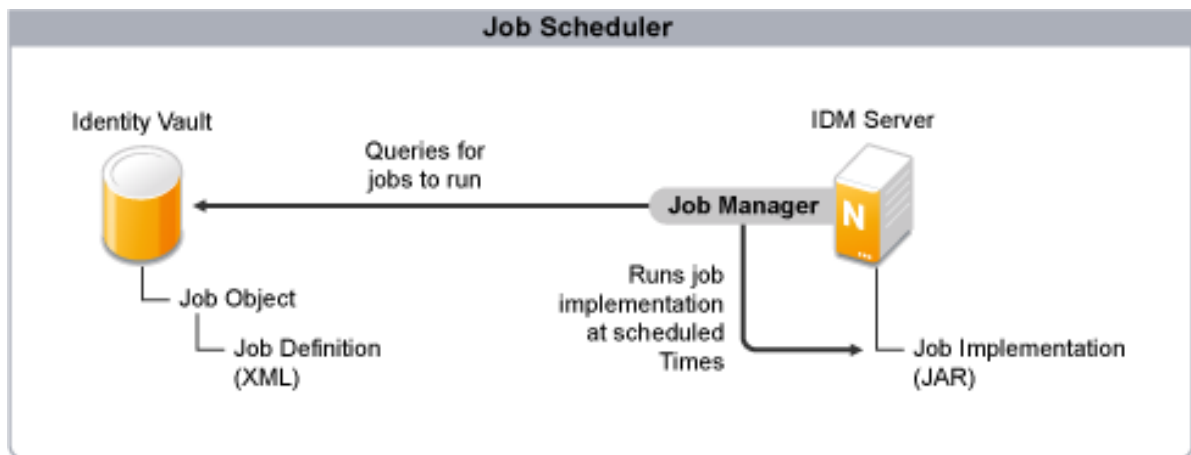 Job Scheduler
Identity Vault
IDM Server
Queries for
jobs to run
Job Manager
N
Runs job
implementation
at scheduled
Times
Job Object
Job Definition
(XML)
Job Implementation
(JAR)